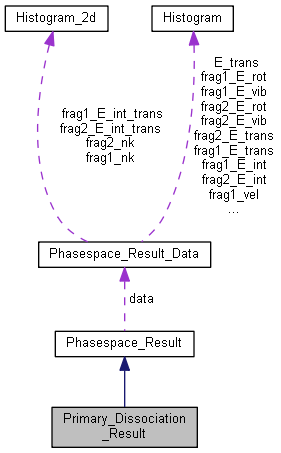 Histogram_2d
Histogram
E_trans
frag1_E_rot
frag1_E_vib
frag2_E_rot
frag2_E_vib
frag2_E_trans
frag1_E_trans
frag1_E_int
frag2_E_int
frag1_vel
...
frag1_E_int_trans
frag2_E_int_trans
frag2_nk
frag1_nk
Phasespace_Result_Data
data
Phasespace_Result
Primary_Dissociation
_Result